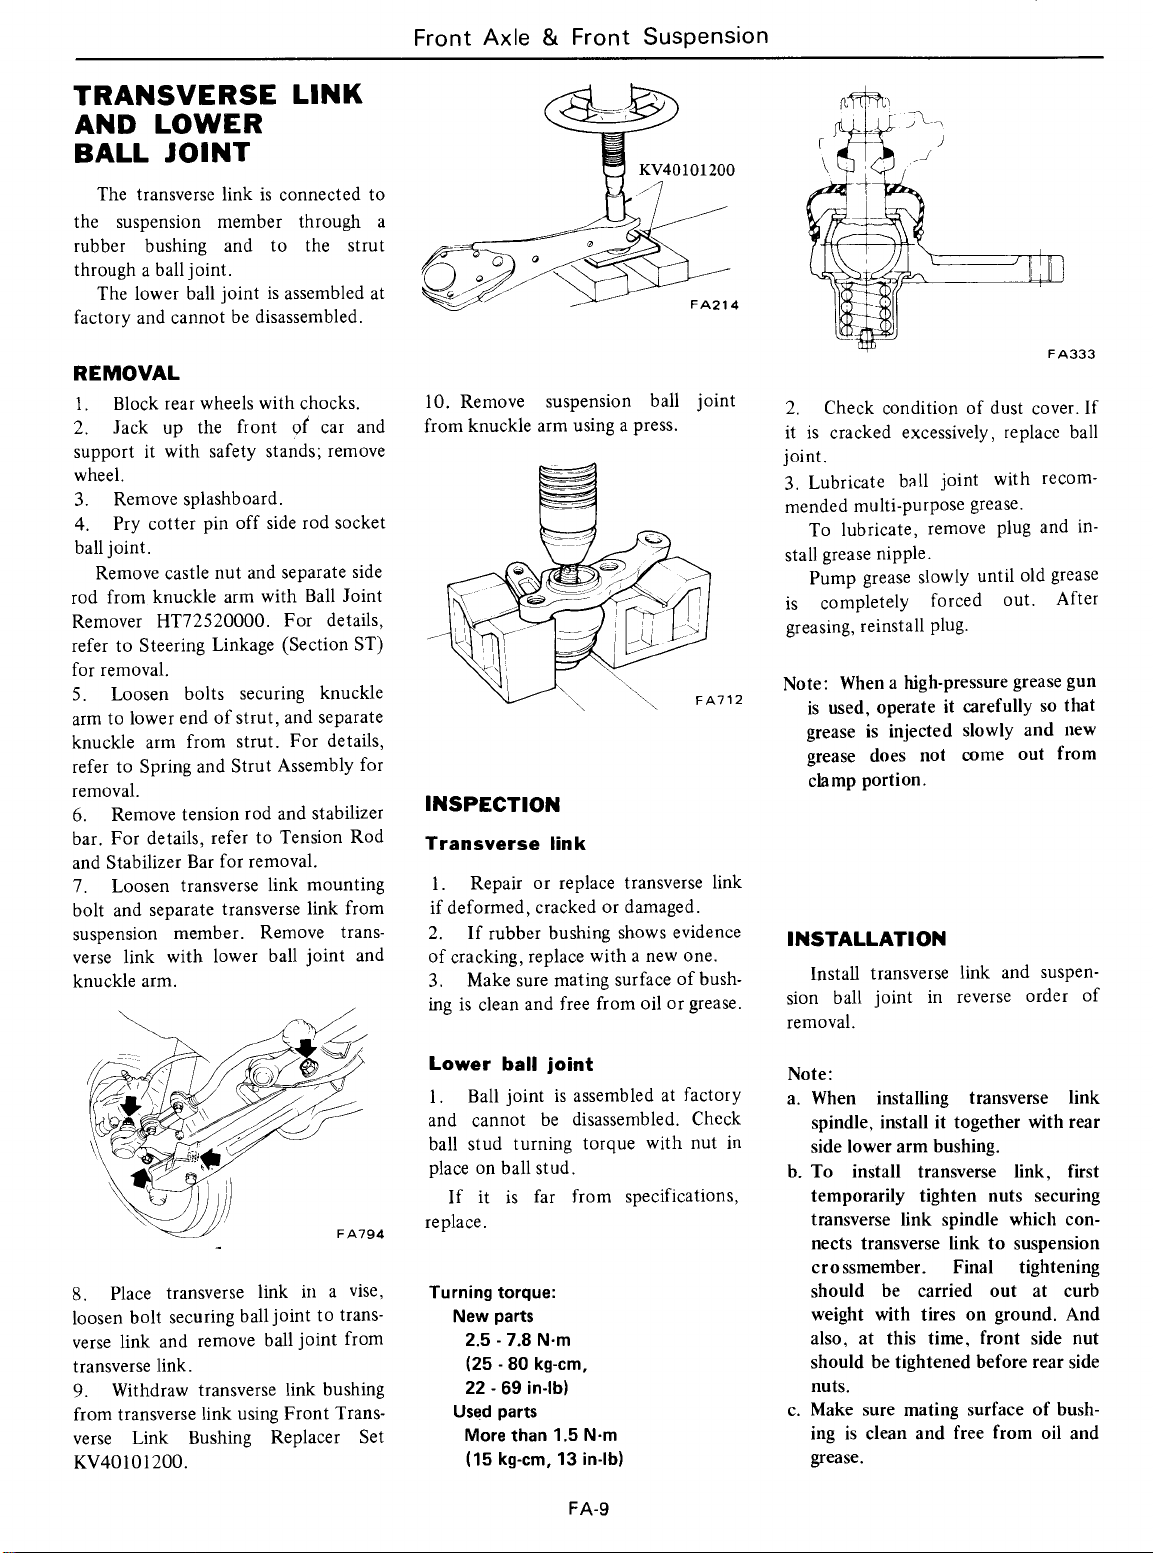 Front Axle & Front Suspension
TRANSVERSE LINK
AND LOWER
BALL JOINT
The transverse link is connected to
the suspension member through a
rubber bushing and to the strut
through a ball joint.
The lower ball joint is assembled at
factory and cannot be disassembled.
REMOVAL
1. Block rear wheels with chocks.
2. Jack up the front of car and
support it with safety stands; remove
wheel.
3. Remove splashboard.
4. Pry cotter pin off side rod socket
ball joint.
Remove castle nut and separate side
rod from knuckle arm with Ball Joint
Remover HT72520000. For details,
refer to Steering Linkage (Section ST)
for removal.
5. Loosen bolts securing knuckle
arm to lower end of strut, and separate
knuckle arm from strut. For details,
refer to Spring and Strut Assembly for
removal.
6. Remove tension rod and stabilizer
bar. For details, refer to Tension Rod
and Stabilizer Bar for removal.
7. Loosen transverse link mounting
bolt and separate transverse link from
suspension member. Remove trans-
verse link with lower ball joint and
knuckle arm.
FA794
8. Place transverse link in a vise,
loosen bolt securing ball joint to trans-
verse link and remove ball joint from
transverse link.
9. Withdraw transverse link bushing
from transverse link using Front Trans-
verse Link Bushing Replacer Set
KV40101200.
KV40101200
FA214
10. Remove suspension ball joint
from knuckle arm using a press.
FA712
INSPECTION
Transverse link
1. Repair or replace transverse link
if deformed, cracked or damaged.
2. If rubber bushing shows evidence
of cracking, replace with a new one.
3. Make sure mating surface of bush-
ing is clean and free from oil or grease.
Lower ball joint
1. Ball joint is assembled at factory
and cannot be disassembled. Check
ball stud turning torque with nut in
place on ball stud.
If it is far from specifications,
replace.
Turning torque:
New parts
2.5 - 7.8 N·m
(25 - 80 kg-cm,
22 - 69 in-lb)
Used parts
More than 1.5 N·m
(15 kg-cm, 13 in-lb)
FA333
2. Check condition of dust cover. If
it is cracked excessively, replace ball
joint.
3. Lubricate ball joint with recom-
mended multi-purpose grease.
To lubricate, remove plug and in-
stall grease nipple.
Pump grease slowly until old grease
is completely forced out. After
greasing, reinstall plug.
Note: When a high-pressure grease gun
is used, operate it carefully so that
grease is injected slowly and new
grease does not come out from
clamp portion.
INSTALLATION
Install transverse link and suspen-
sion ball joint in reverse order of
removal.
Note:
a. When installing transverse link
spindle, install it together with rear
side lower arm bushing.
b. To install transverse link, first
temporarily tighten nuts securing
transverse link spindle which con-
nects transverse link to suspension
crossmember. Final tightening
should be carried out at curb
weight with tires on ground. And
also, at this time, front side nut
should be tightened before rear side
nuts.
c. Make sure mating surface of bush-
ing is clean and free from oil and
grease.
FA-9